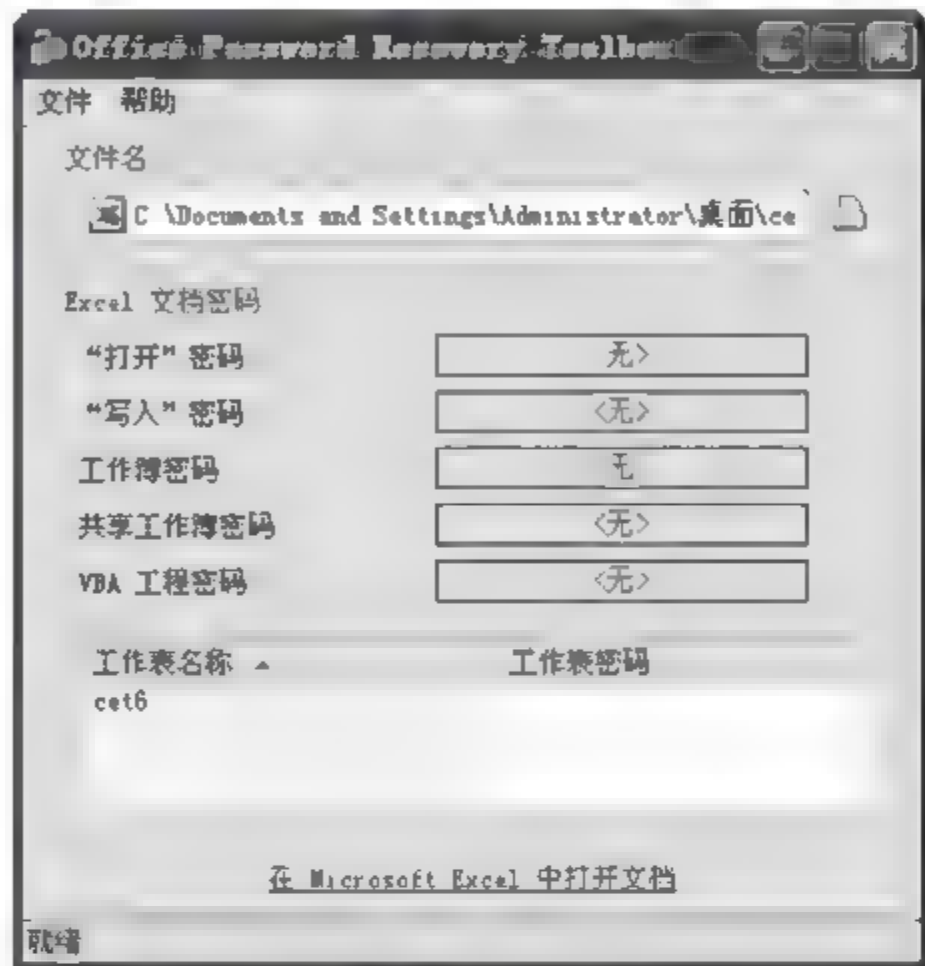 Office Password Recovery Toolbox
文件 帮助
文件名
C \Documents and Settings\Administrator\桌面\ce
Excel 文档密码
“打开” 密码 无>
“写入” 密码 <无>
工作簿密码 无
共享工作簿密码 <无>
VBA 工程密码 <无>
工作表名称 工作表密码
cet6
在 Microsoft Excel 中打开文档
就绪